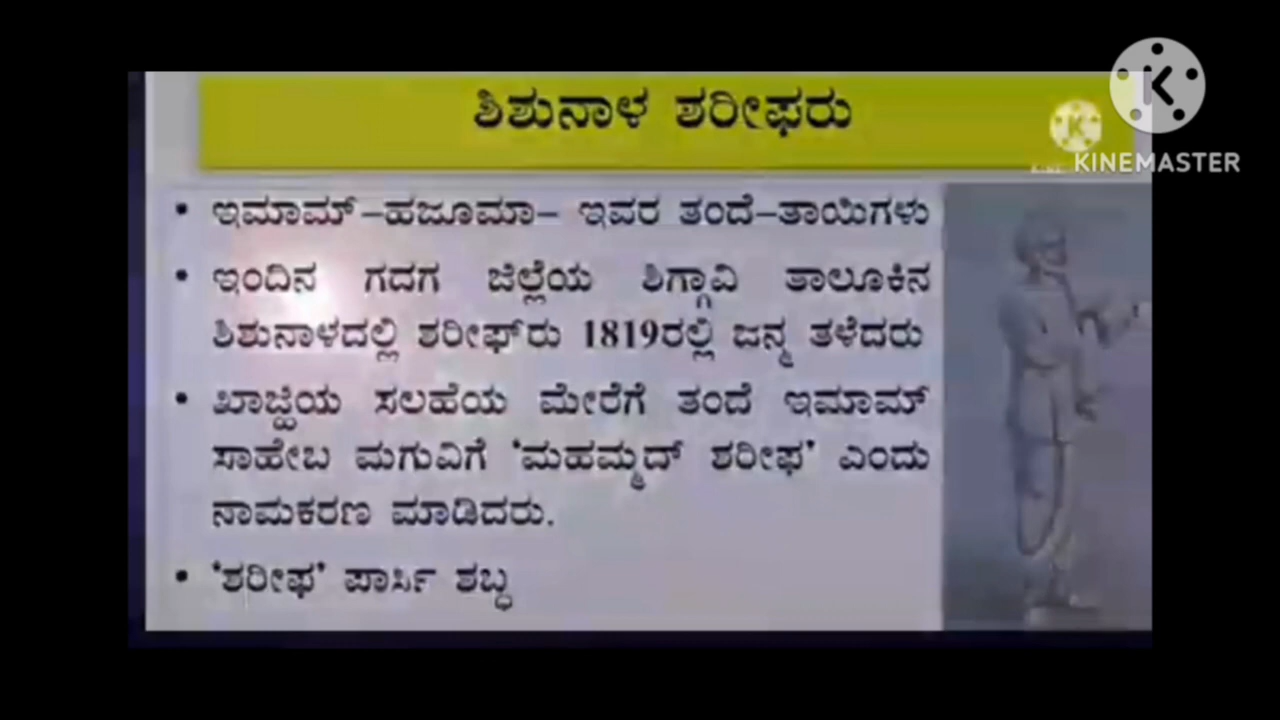 ಶಿಶುನಾಳ ಶರೀಫರು
KINEMASTER
• ಇಮಾಮ್ -ಹಜೂಮಾ- ಇವರ ತಂದೆ-ತಾಯಿಗಳು
• ಇಂದಿನ ಗದಗ ಜಿಲ್ಲೆಯ ಶಿಗ್ಗಾವಿ ತಾಲೂಕಿನ
ಶಿಶುನಾಳದಲ್ಲಿ ಶರೀಫ್‌ರು 1819ರಲ್ಲಿ ಜನ್ಮ ತಳೆದರು
• ಖಾಜ್ಹಿಯ ಸಲಹೆಯ ಮೇರೆಗೆ ತಂದೆ ಇಮಾಮ್
ಸಾಹೇಬ ಮಗುವಿಗೆ 'ಮಹಮ್ಮದ್ ಶರೀಫ' ಎಂದು
ನಾಮಕರಣ ಮಾಡಿದರು.
• 'ಶರೀಫ' ಪಾರ್ಸಿ ಶಬ್ಧ